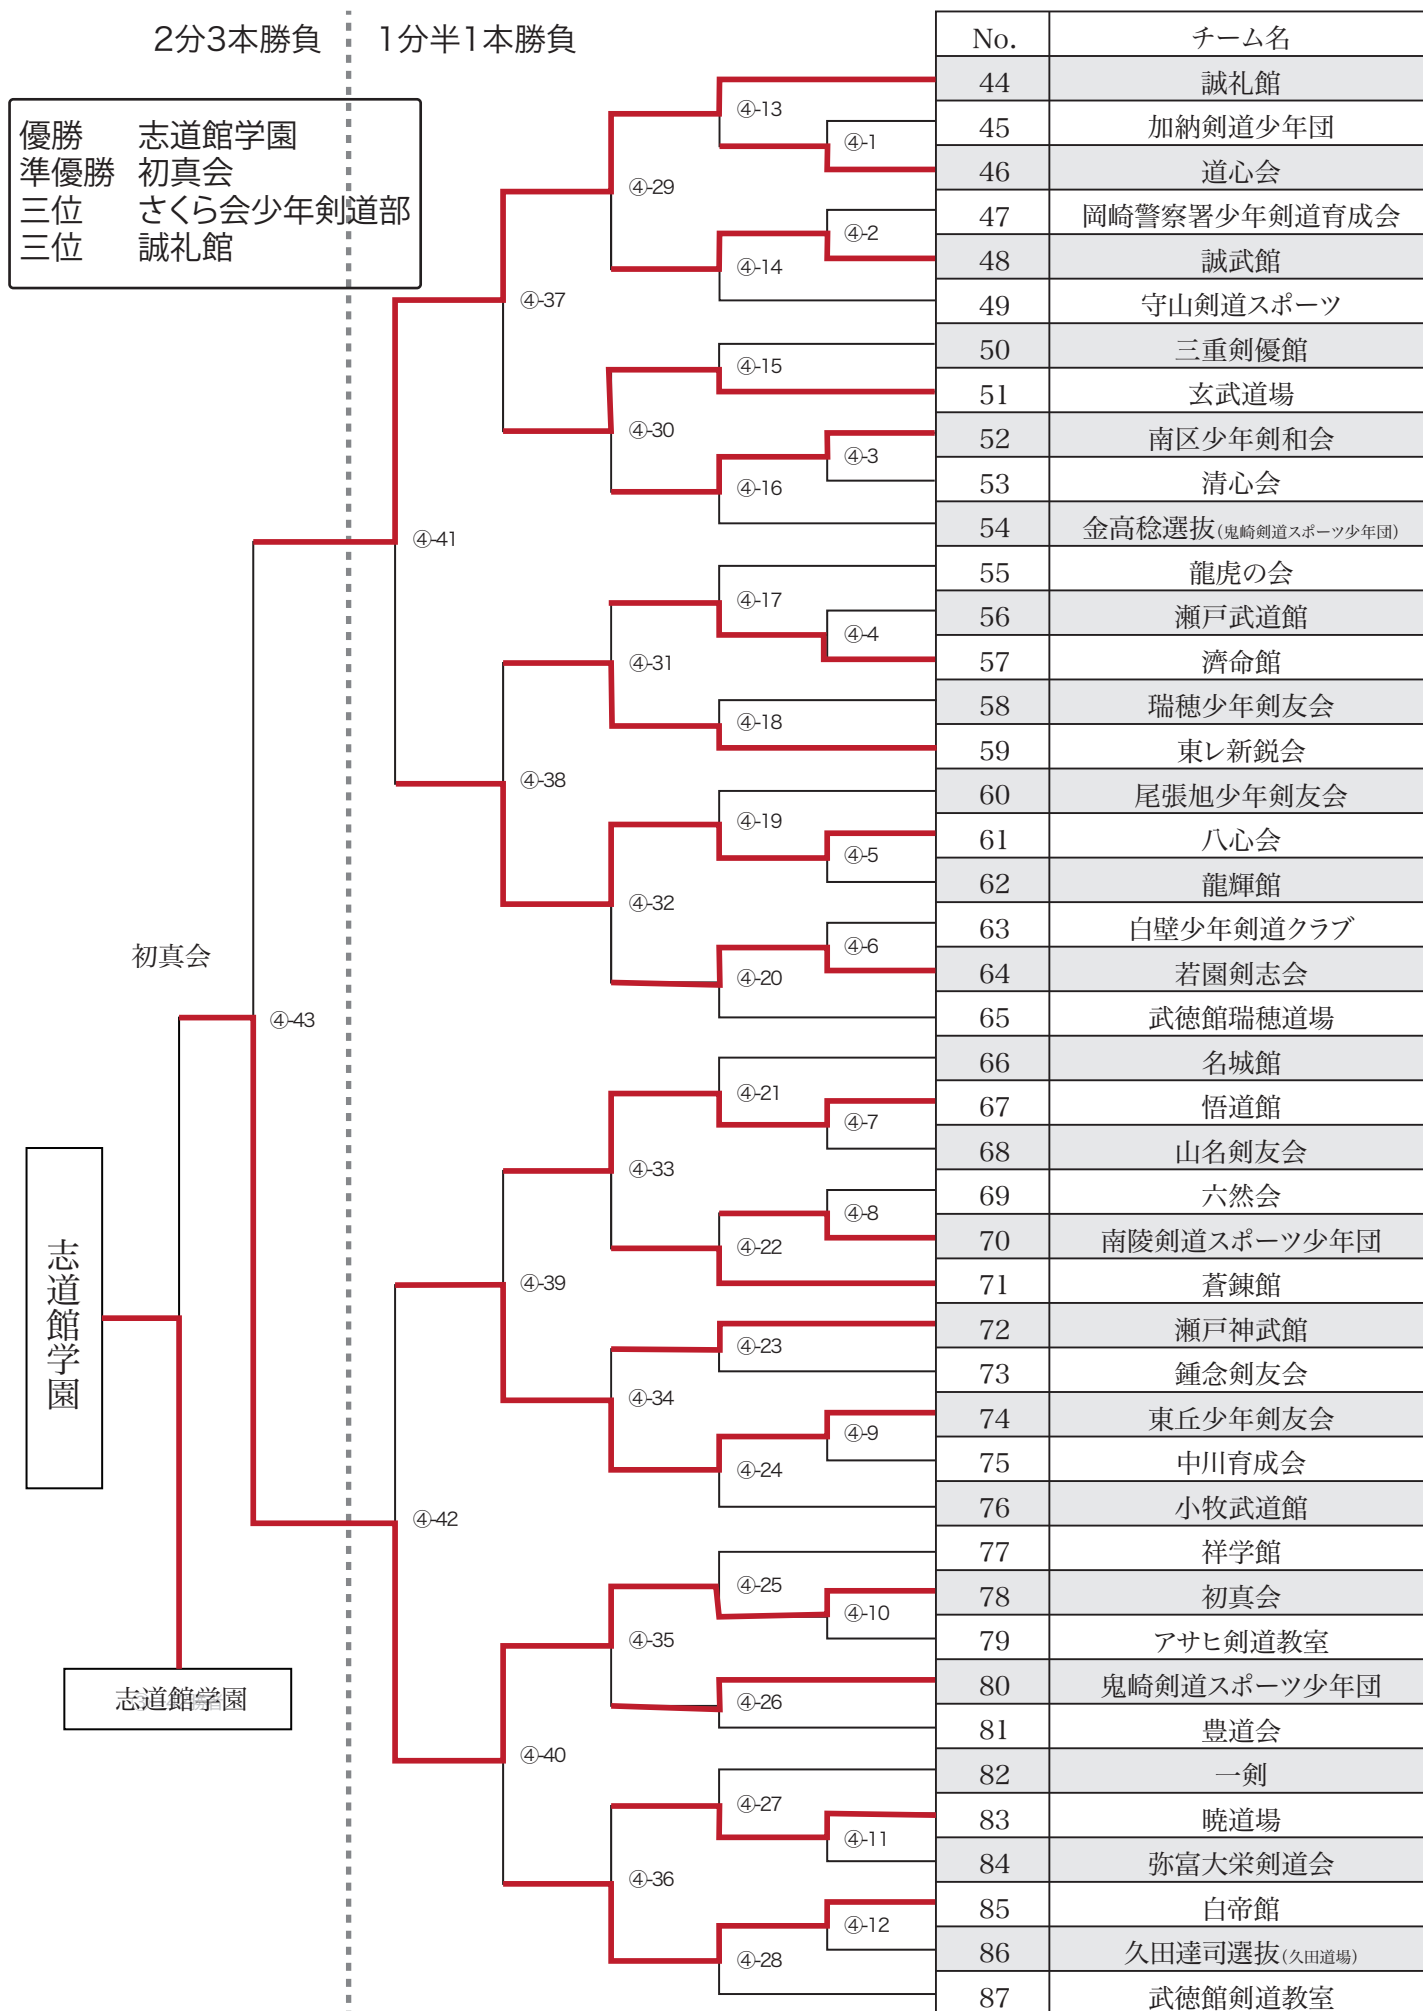 2分3本勝負
1分半1本勝負
優勝 志道館学園
準優勝 初真会
三位 さくら会少年剣道部
三位 誠礼館
No. チーム名
44 誠礼館
45 加納剣道少年団
46 道心会
47 岡崎警察署少年剣道育成会
48 誠武館
49 守山剣道スポーツ
50 三重剣優館
51 玄武道場
52 南区少年剣和会
53 清心会
54 金高稔選抜(鬼崎剣道スポーツ少年団)
55 龍虎の会
56 瀬戸武道館
57 濟命館
58 瑞穂少年剣友会
59 東レ新鋭会
60 尾張旭少年剣友会
61 八心会
62 龍輝館
63 白壁少年剣道クラブ
64 若園剣志会
65 武徳館瑞穂道場
66 名城館
67 悟道館
68 山名剣友会
69 六然会
70 南陵剣道スポーツ少年団
71 蒼錬館
72 瀬戸神武館
73 鍾念剣友会
74 東丘少年剣友会
75 中川育成会
76 小牧武道館
77 祥学館
78 初真会
79 アサヒ剣道教室
80 鬼崎剣道スポーツ少年団
81 豊道会
82 一剣
83 暁道場
84 弥富大栄剣道会
85 白帝館
86 久田達司選抜(久田道場)
87 武徳館剣道教室
④-1
④-2
④-3
④-4
④-5
④-6
④-7
④-8
④-9
④-10
④-11
④-12
④-13
④-14
④-15
④-16
④-17
④-18
④-19
④-20
④-21
④-22
④-23
④-24
④-25
④-26
④-27
④-28
④-29
④-30
④-31
④-32
④-33
④-34
④-35
④-36
④-37
④-38
④-39
④-40
④-41
④-42
④-43
初真会
志道館学園
志道館学園